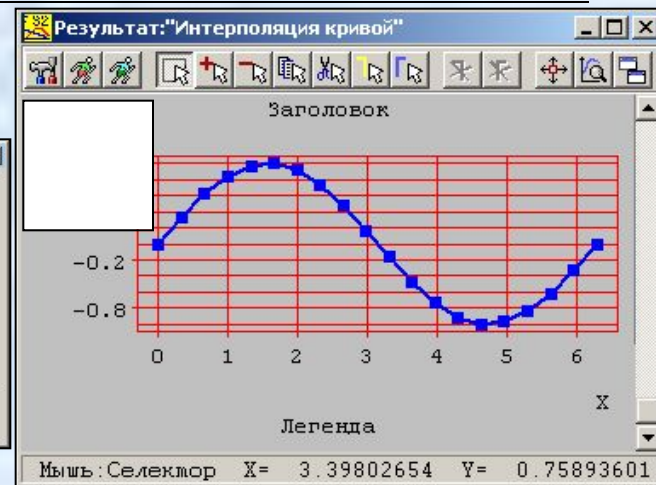 Результат:"Интерполяция кривой"
Заголовок
-0.2
-0.8
0 1 2 3 4 5 6
X
Легенда
Мышь:Селектор X= 3.39802654 Y= 0.75893601